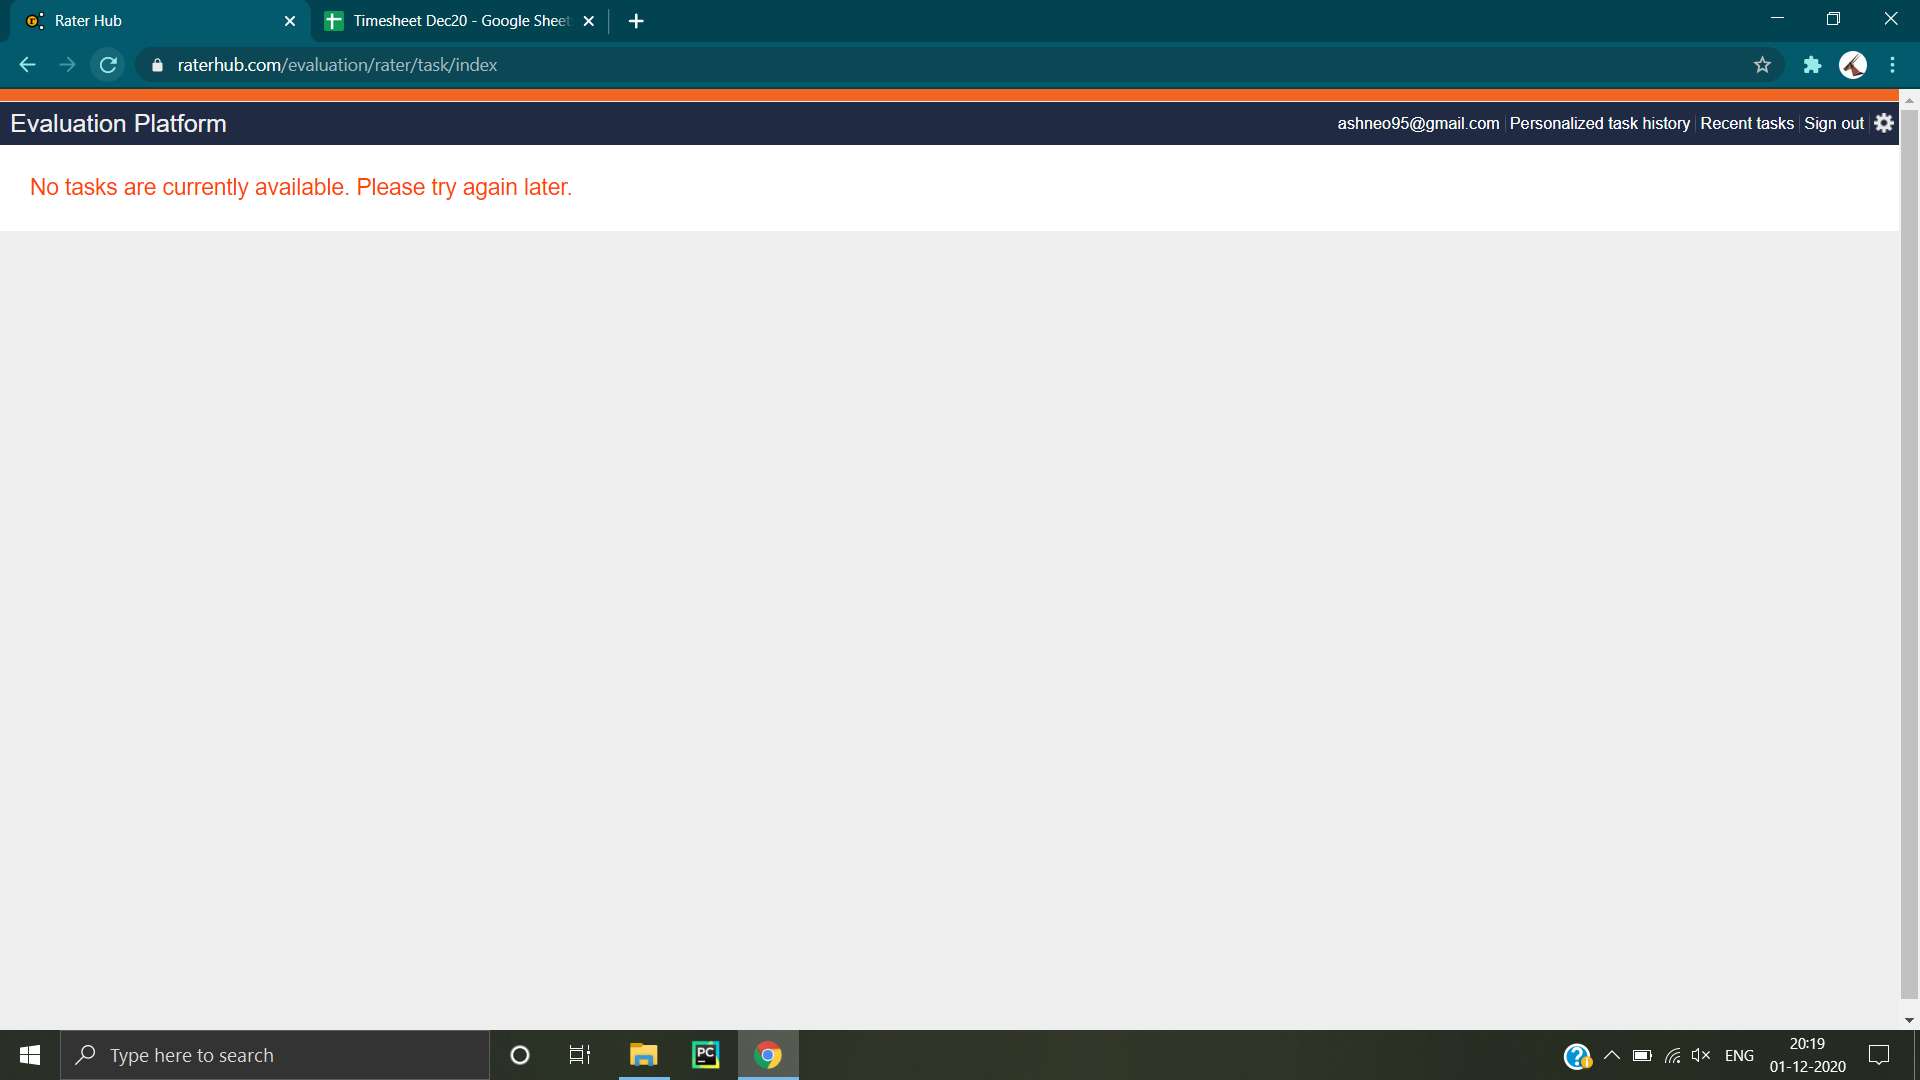 Rater Hub
Timesheet Dec20 - Google Sheet
raterhub.com/evaluation/rater/task/index
Evaluation Platform
ashneo95@gmail.com Personalized task history Recent tasks Sign out
No tasks are currently available. Please try again later.
Type here to search
PC
ENG
20:19
01-12-2020